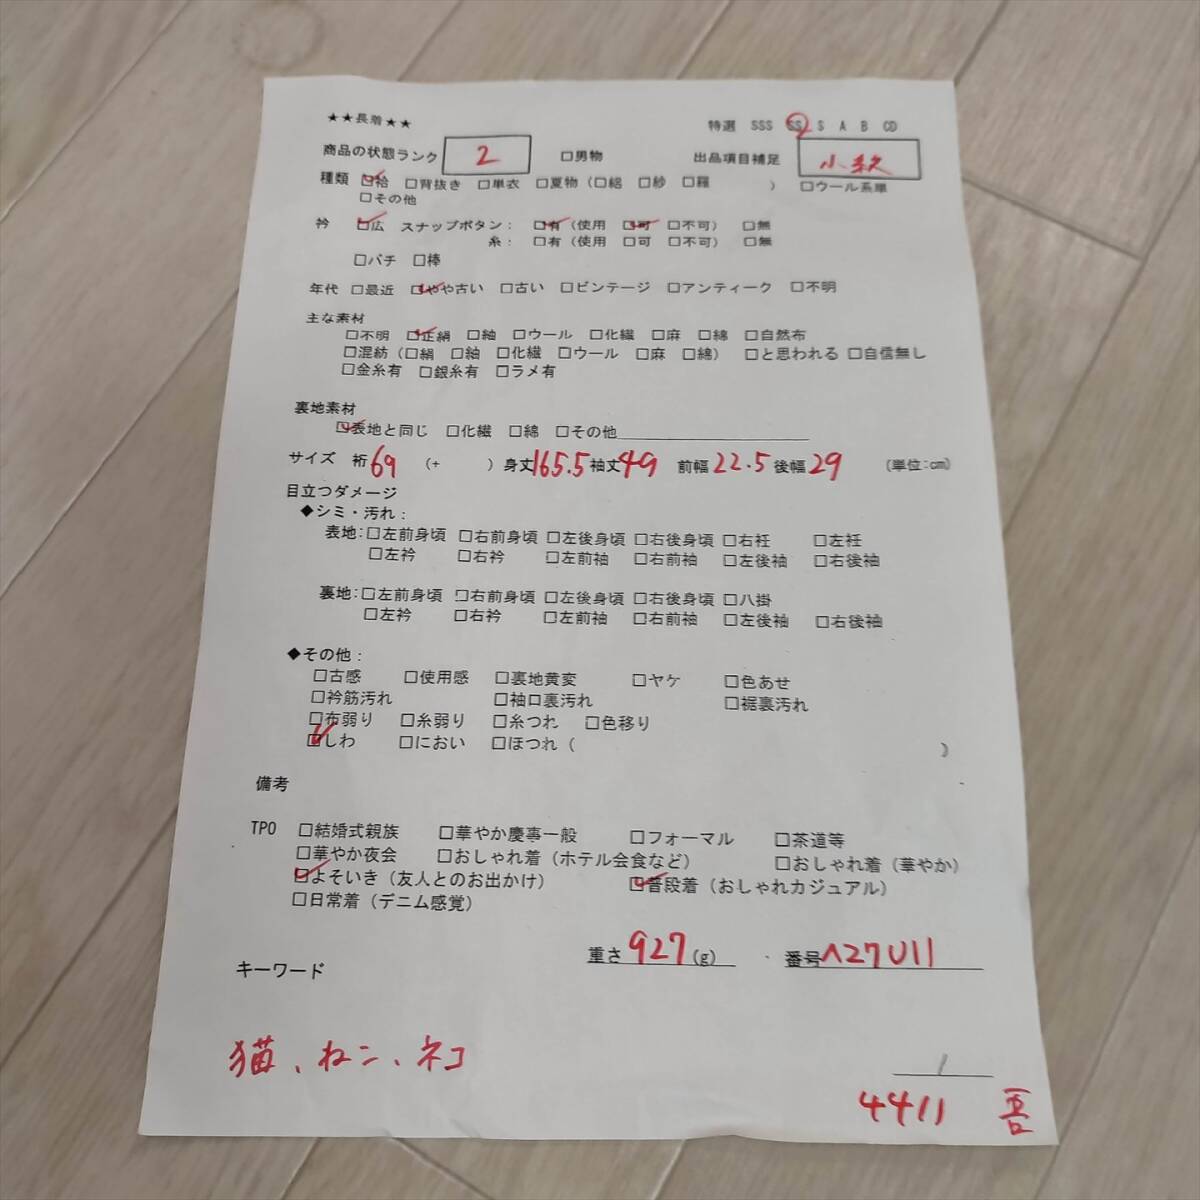 ★★長着★★ 特選 SSS SS S A B CD
商品の状態ランク 2 □男物 出品項目補足 小紋
種類 □袷 □背抜き □単衣 □夏物（□絽 □紗 □羅 ） □ウール系単
□その他
衿 □広 スナップボタン： □有（使用 □可 □不可） □無
糸：□有（使用 □可 □不可） □無
□バチ □棒
年代 □最近 □やや古い □古い □ビンテージ □アンティーク □不明
主な素材
□不明 □正絹 □紬 □ウール □化繊 □麻 □綿 □自然布
□混紡（□絹 □紬 □化繊 □ウール □麻 □綿） □と思われる □自信無し
□金糸有 □銀糸有 □ラメ有
裏地素材
□表地と同じ □化繊 □綿 □その他
サイズ 裄69 (+ ) 身丈165.5 袖丈49 前幅22.5 後幅29 (単位:cm)
目立つダメージ
◆シミ・汚れ：
表地：□左前身頃 □右前身頃 □左後身頃 □右後身頃 □右衽 □左衽
□左衿 □右衿 □左前袖 □右前袖 □左後袖 □右後袖
裏地：□左前身頃 □右前身頃 □左後身頃 □右後身頃 □八掛
□左衿 □右衿 □左前袖 □右前袖 □左後袖 □右後袖
◆その他：
□古感 □使用感 □裏地黄変 □ヤケ □色あせ
□衿筋汚れ □袖口裏汚れ □裾裏汚れ
□布弱り □糸弱り □糸つれ □色移り
□しわ □におい □ほつれ（ ）
備考
TPO □結婚式親族 □華やか慶事一般 □フォーマル □茶道等
□華やか夜会 □おしゃれ着（ホテル会食など） □おしゃれ着（華やか）
□よそいき（友人とのお出かけ） □普段着（おしゃれカジュアル）
□日常着（デニム感覚）
重さ927(g) 番号A27U11
キーワード
猫、ねこ、ネコ
1
4411